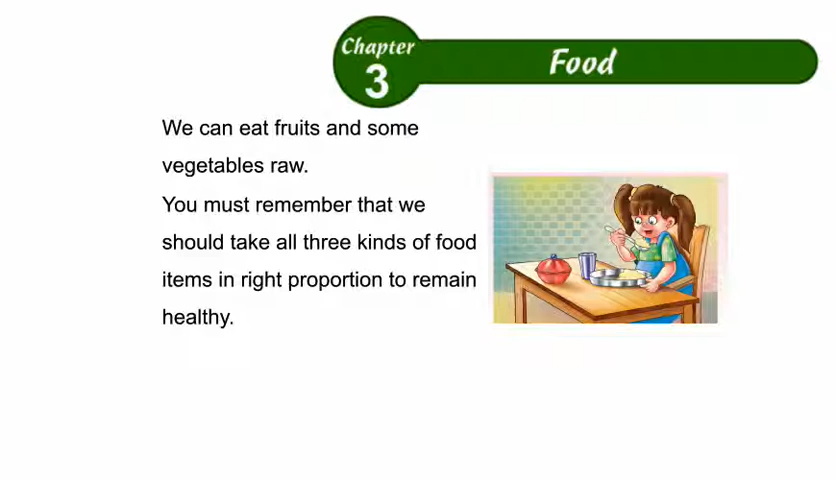 Chapter
3
Food
We can eat fruits and some
vegetables raw.
You must remember that we
should take all three kinds of food
items in right proportion to remain
healthy.